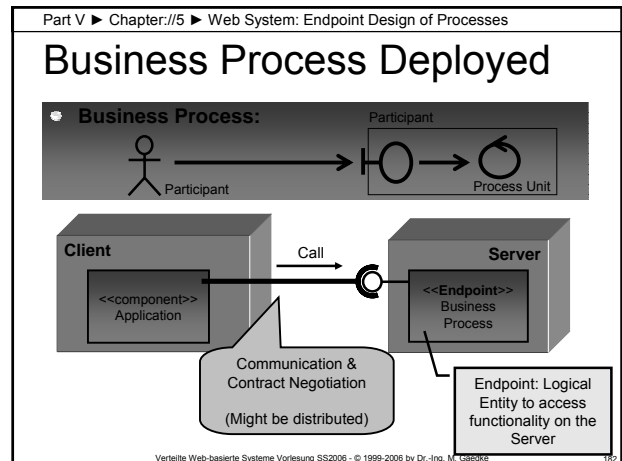 Part V ► Chapter://5 ► Web System: Endpoint Design of Processes
Business Process Deployed
Business Process:
Participant
Participant
Process Unit
Client
Call
Server
<<component>>
Application
<<Endpoint>>
Business
Process
Communication &
Contract Negotiation
(Might be distributed)
Endpoint: Logical
Entity to access
functionality on the
Server
Verteilte Web-basierte Systeme Vorlesung SS2006 - © 1999-2006 by Dr.-Ing. M. Gaedke
182